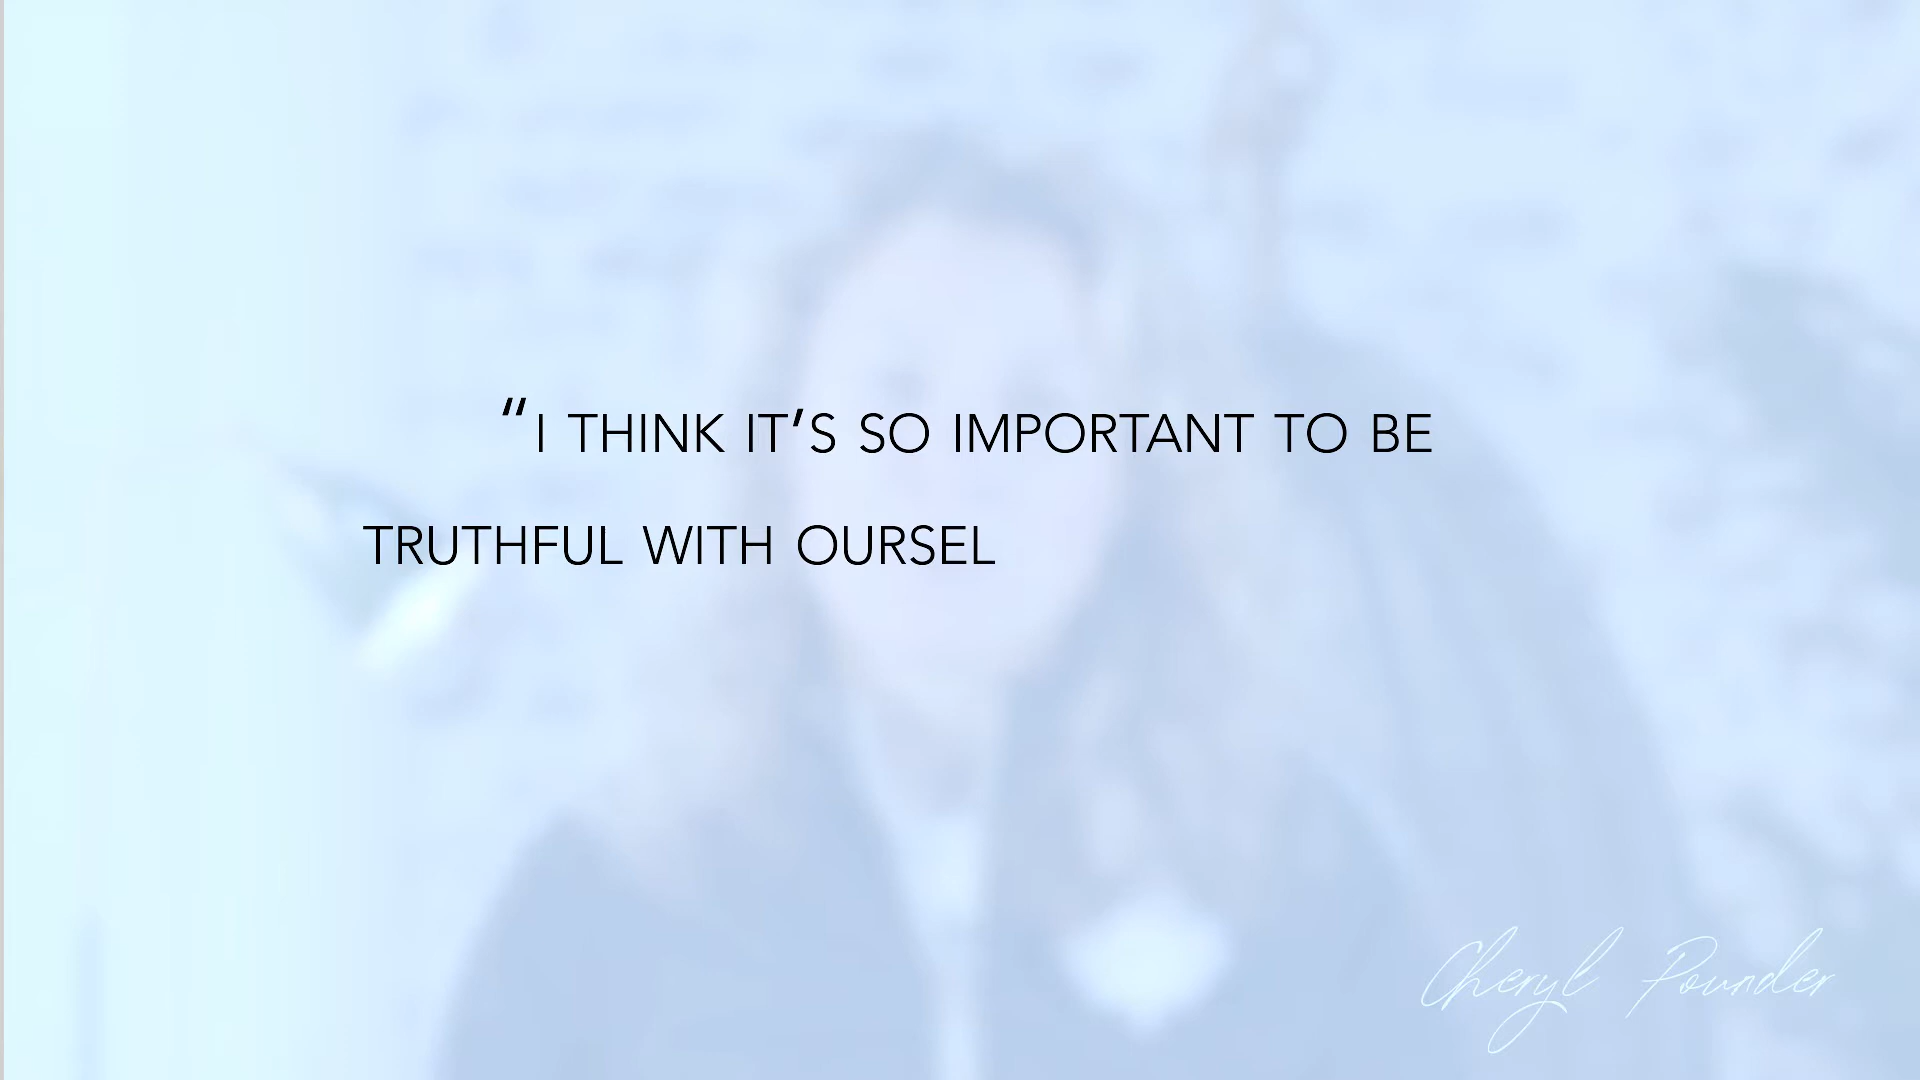 “I THINK IT’S SO IMPORTANT TO BE
TRUTHFUL WITH OURSEL
Cheryl Pounder